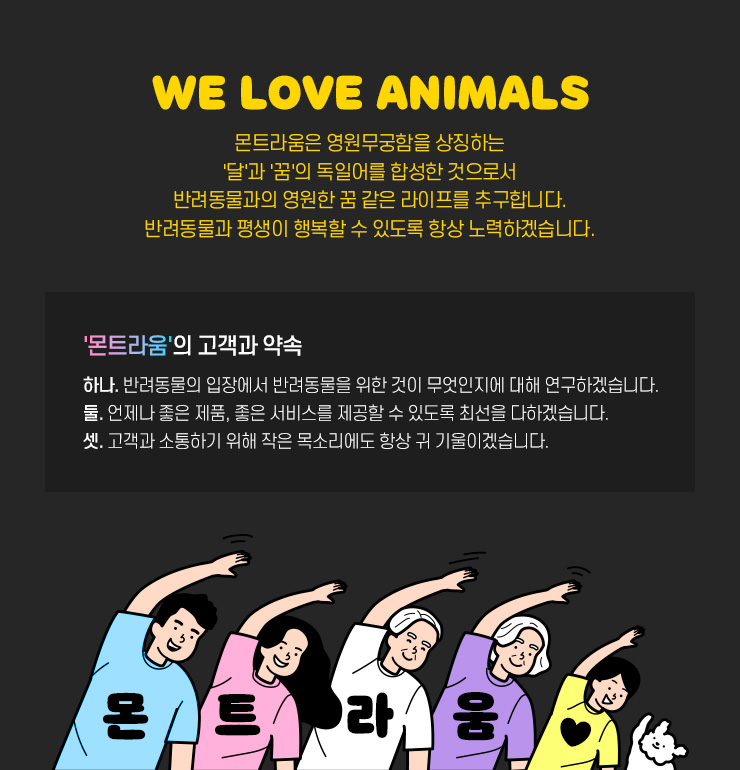 WE LOVE ANIMALS
몬트라움은 영원무궁함을 상징하는
'달'과 '꿈'의 독일어를 합성한 것으로서
반려동물과의 영원한 꿈 같은 라이프를 추구합니다.
반려동물과 평생이 행복할 수 있도록 항상 노력하겠습니다.
'몬트라움'의 고객과 약속
하나. 반려동물의 입장에서 반려동물을 위한 것이 무엇인지에 대해 연구하겠습니다.
둘. 언제나 좋은 제품, 좋은 서비스를 제공할 수 있도록 최선을 다하겠습니다.
셋. 고객과 소통하기 위해 작은 목소리에도 항상 귀 기울이겠습니다.
몬 트 라 움